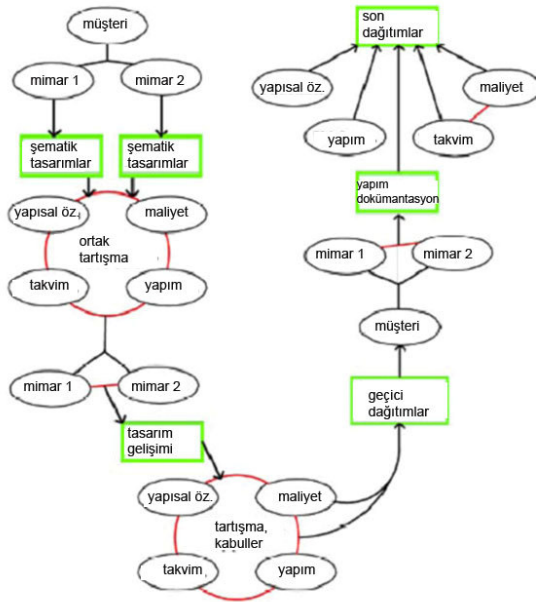 müşteri
mimar 1
mimar 2
şematik
tasarımlar
şematik
tasarımlar
yapısal öz.
maliyet
ortak
tartışma
takvim
yapım
mimar 1
mimar 2
tasarım
gelişimi
yapısal öz.
maliyet
tartışma,
kabuller
takvim
yapım
geçici
dağıtımlar
müşteri
mimar 1
mimar 2
yapım
dokümantasyon
yapısal öz.
yapım
takvim
maliyet
son
dağıtımlar